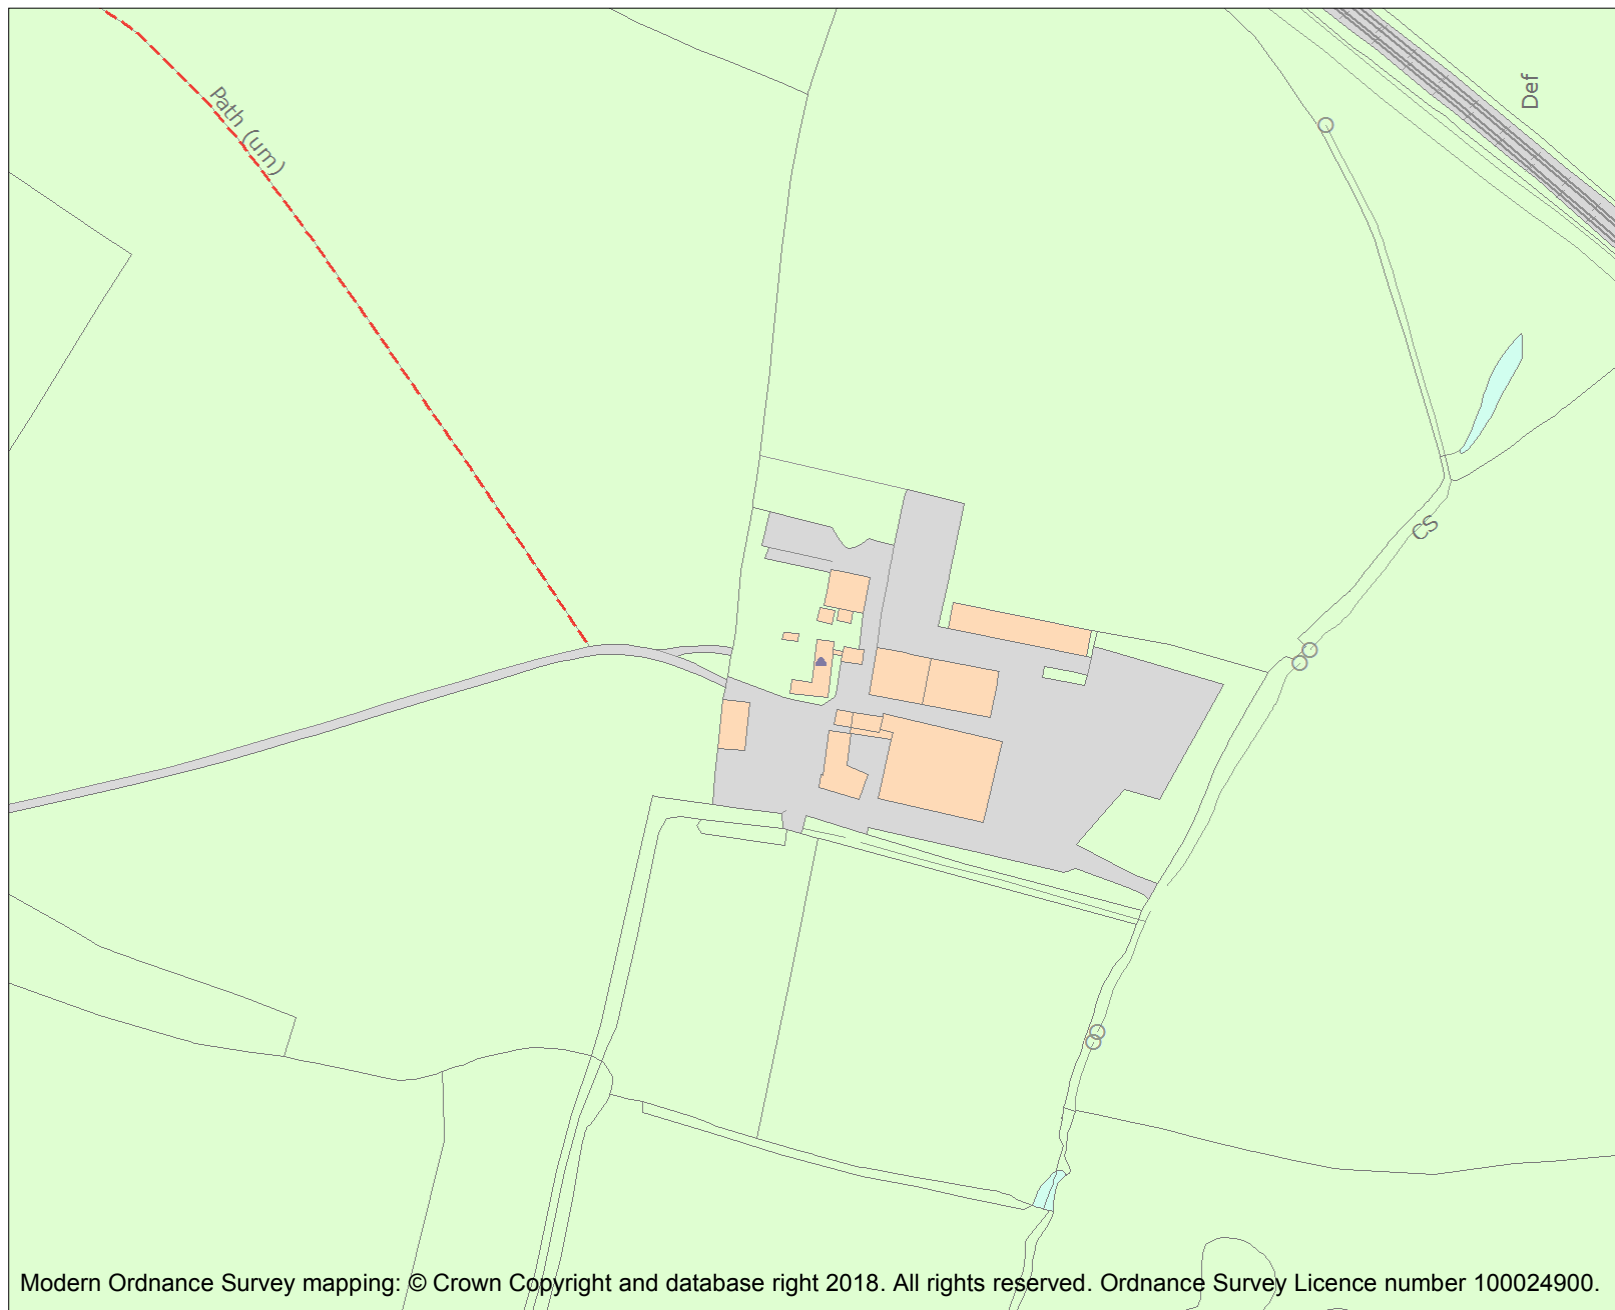 Def
Path (um)
CS
Modern Ordnance Survey mapping: © Crown Copyright and database right 2018. All rights reserved. Ordnance Survey Licence number 100024900.